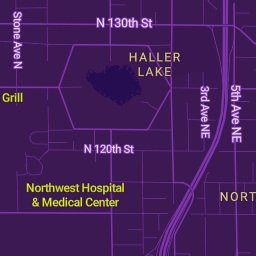 Stone Ave N
N 130th St
HALLER
LAKE
Grill
3rd Ave NE
5th Ave NE
N 120th St
Northwest Hospital
& Medical Center
NORT